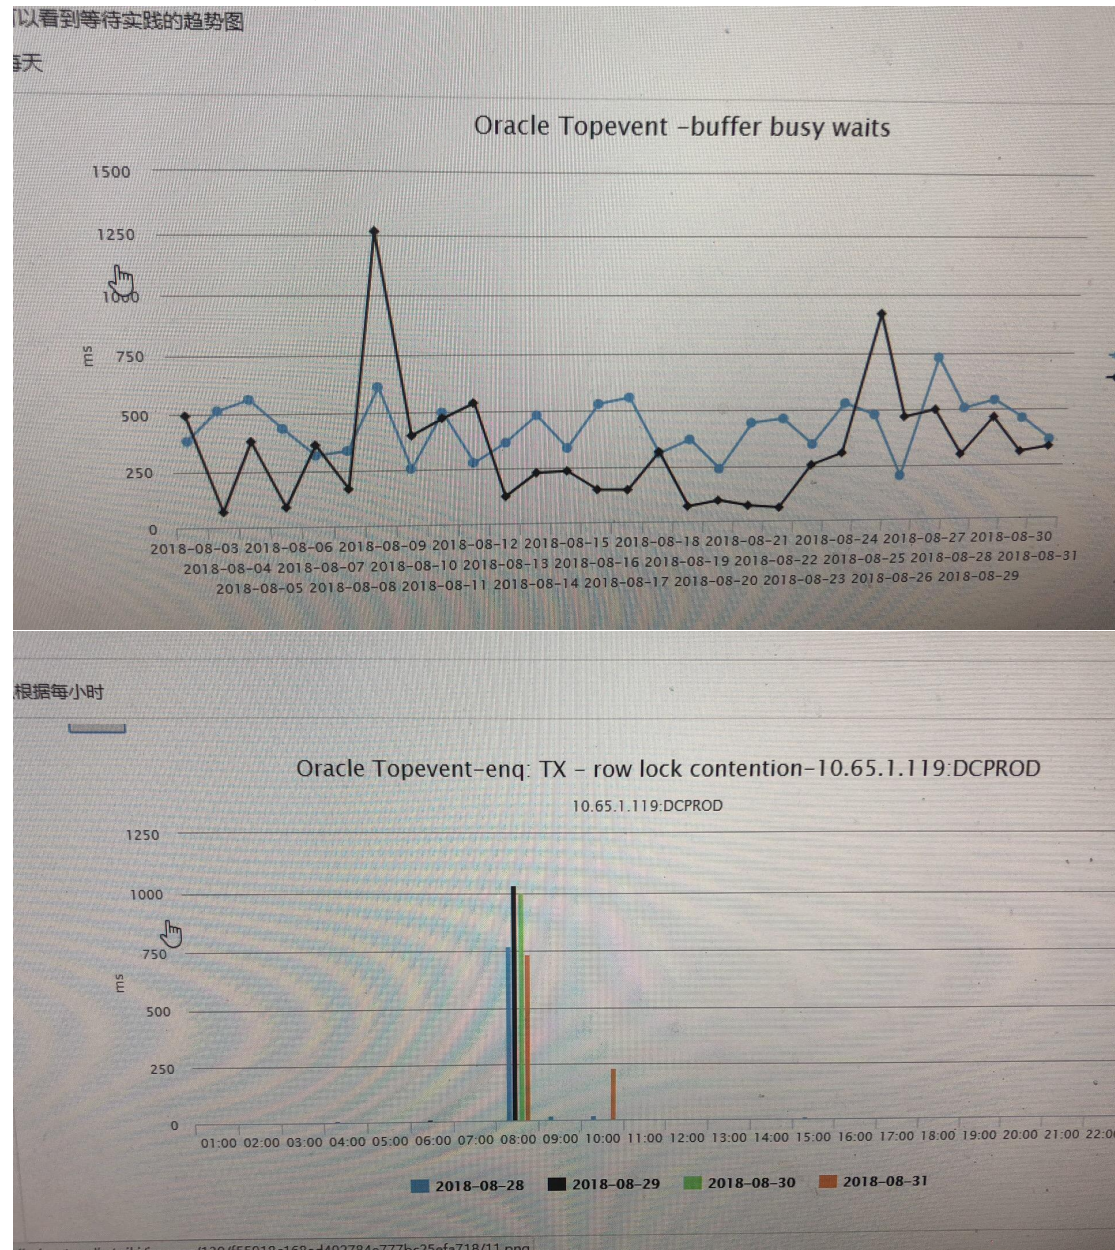 可以看到等待实践的趋势图
每天
Oracle Topevent -buffer busy waits
1500
1250
1000
750
500
250
0
ms
2018-08-03 2018-08-06 2018-08-09 2018-08-12 2018-08-15 2018-08-18 2018-08-21 2018-08-24 2018-08-27 2018-08-30
2018-08-04 2018-08-07 2018-08-10 2018-08-13 2018-08-16 2018-08-19 2018-08-22 2018-08-25 2018-08-28 2018-08-31
2018-08-05 2018-08-08 2018-08-11 2018-08-14 2018-08-17 2018-08-20 2018-08-23 2018-08-26 2018-08-29
根据每小时
Oracle Topevent-enq: TX - row lock contention-10.65.1.119:DCPROD
10.65.1.119:DCPROD
1250
1000
750
500
250
0
ms
01:00 02:00 03:00 04:00 05:00 06:00 07:00 08:00 09:00 10:00 11:00 12:00 13:00 14:00 15:00 16:00 17:00 18:00 19:00 20:00 21:00 22:00
2018-08-28 2018-08-29 2018-08-30 2018-08-31